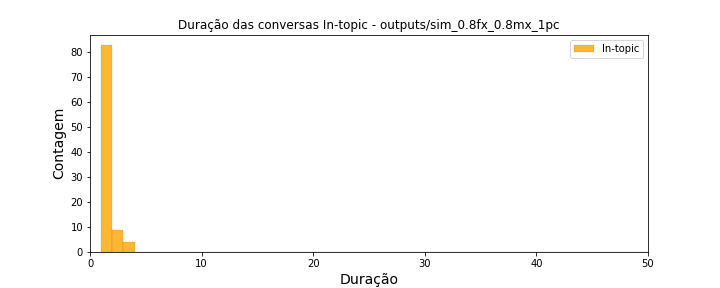 Duração das conversas In-topic - outputs/sim_0.8fx_0.8mx_1pc
In-topic
Contagem
80
70
60
50
40
30
20
10
0
0 10 20 30 40 50
Duração